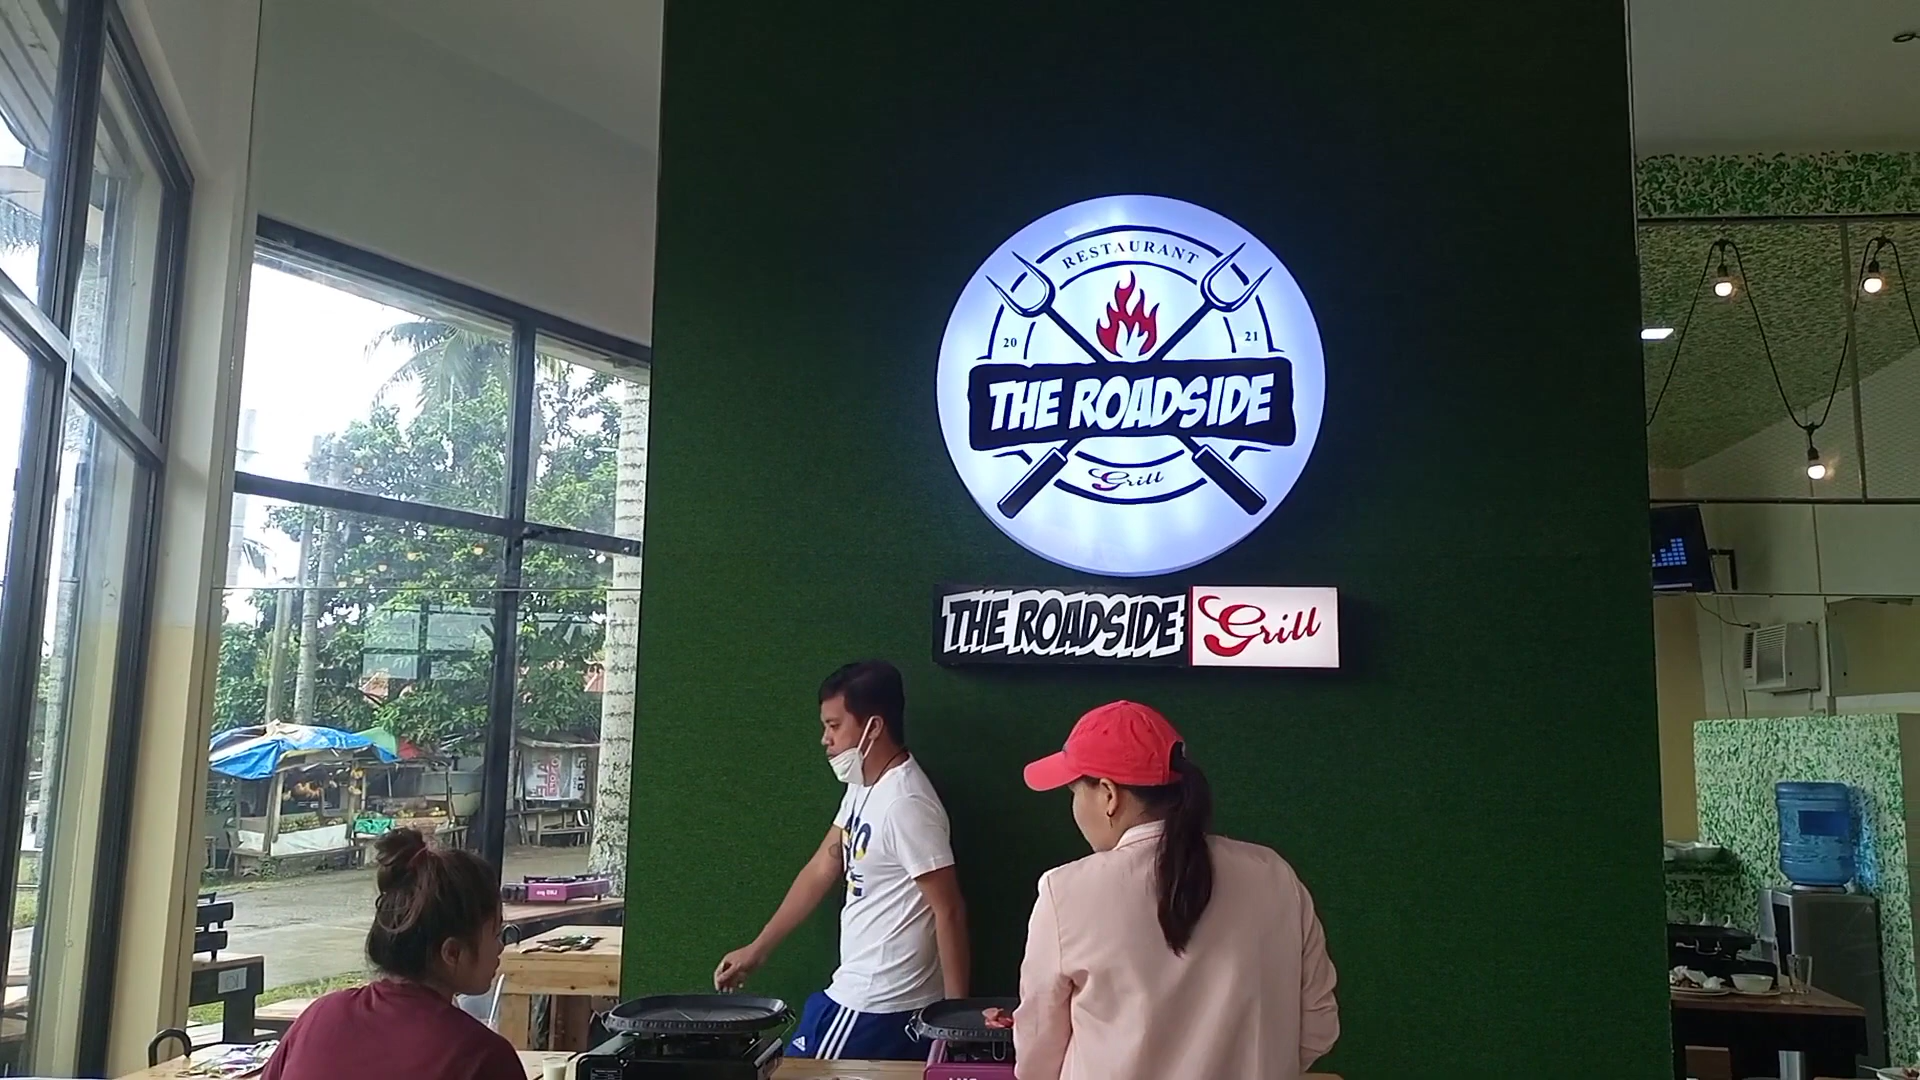 RESTAURANT
20 21
THE ROADSIDE
Grill
THE ROADSIDE Grill